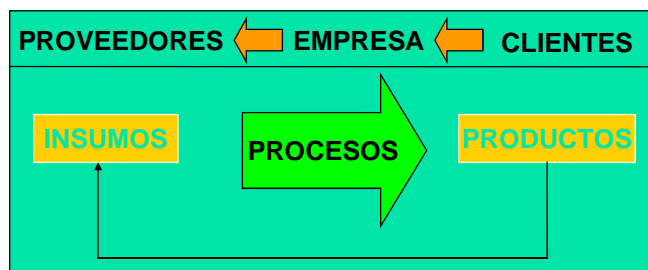 PROVEEDORES EMPRESA CLIENTES
INSUMOS PROCESOS PRODUCTOS